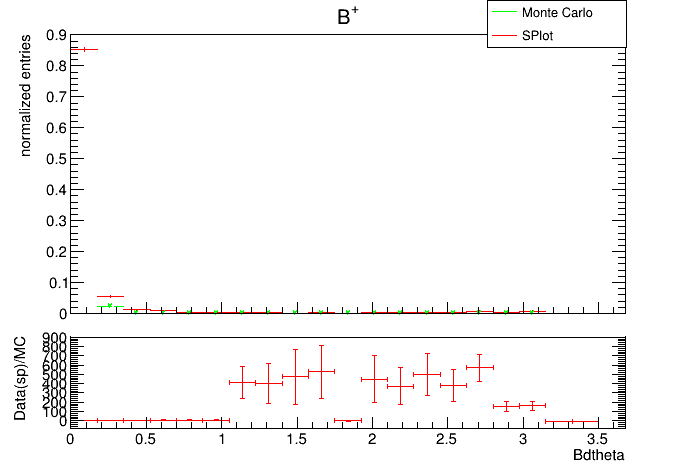 B+
Monte Carlo
SPlot
normalized entries
0.9
0.8
0.7
0.6
0.5
0.4
0.3
0.2
0.1
0
Data(sp)/MC
900
800
700
600
500
400
300
200
100
0
0 0.5 1 1.5 2 2.5 3 3.5
Bdtheta